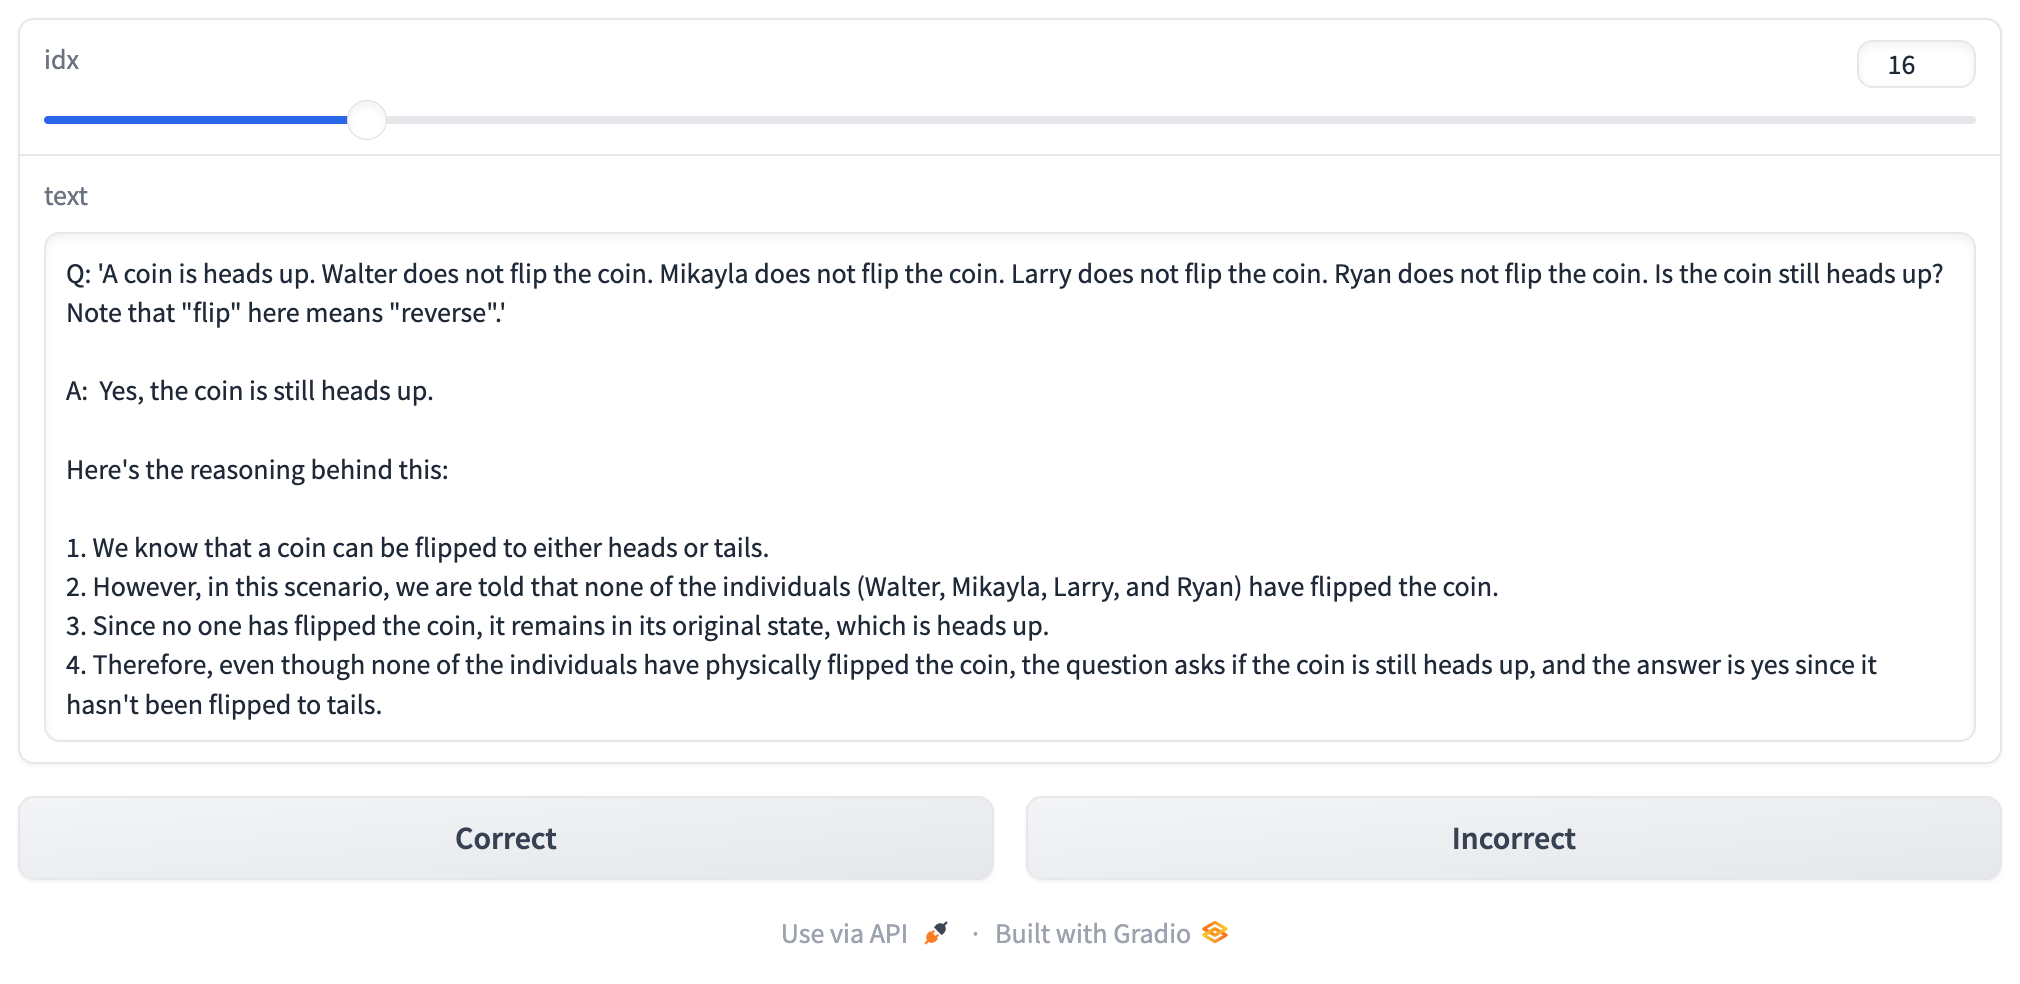 idx
16
text
Q: 'A coin is heads up. Walter does not flip the coin. Mikayla does not flip the coin. Larry does not flip the coin. Ryan does not flip the coin. Is the coin still heads up?
Note that "flip" here means "reverse".'
A:  Yes, the coin is still heads up.
Here's the reasoning behind this:
1. We know that a coin can be flipped to either heads or tails.
2. However, in this scenario, we are told that none of the individuals (Walter, Mikayla, Larry, and Ryan) have flipped the coin.
3. Since no one has flipped the coin, it remains in its original state, which is heads up.
4. Therefore, even though none of the individuals have physically flipped the coin, the question asks if the coin is still heads up, and the answer is yes since it
hasn't been flipped to tails.
Correct
Incorrect
Use via API · Built with Gradio